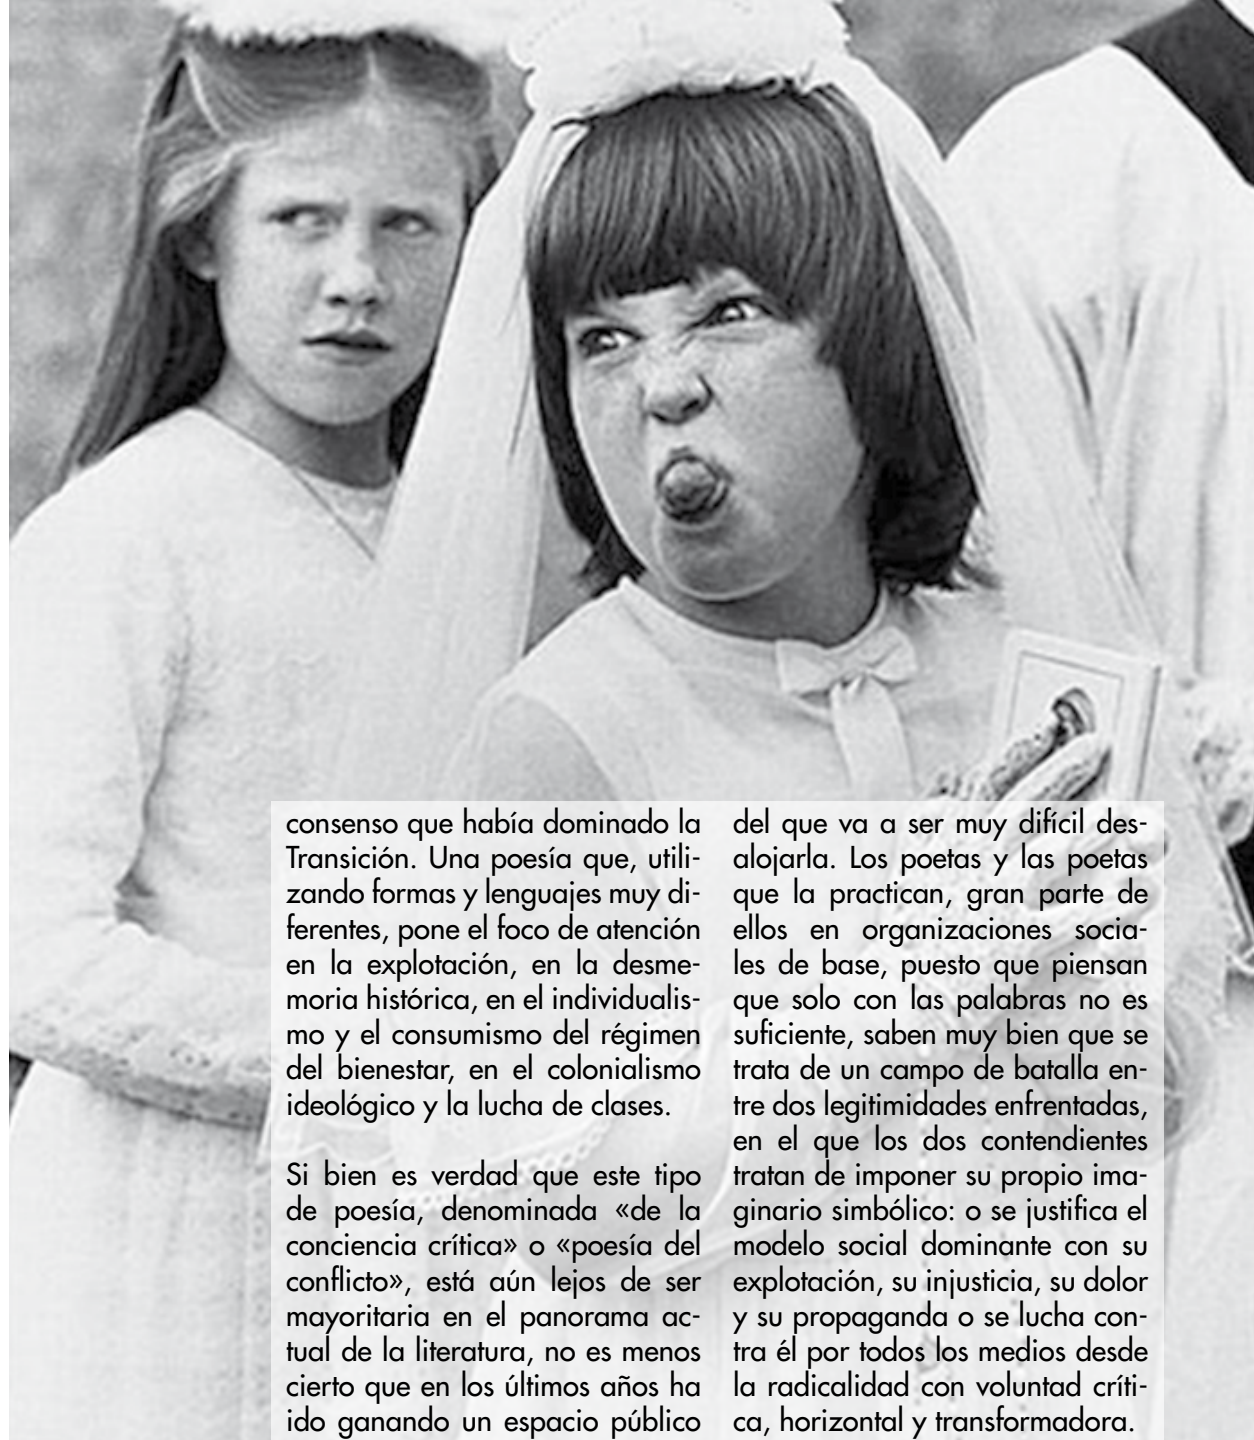 consenso que había dominado la
Transición. Una poesía que, utili-
zando formas y lenguajes muy di-
ferentes, pone el foco de atención
en la explotación, en la desme-
moria histórica, en el individualis-
mo y el consumismo del régimen
del bienestar, en el colonialismo
ideológico y la lucha de clases.
Si bien es verdad que este tipo
de poesía, denominada «de la
conciencia crítica» o «poesía del
conflicto», está aún lejos de ser
mayoritaria en el panorama ac-
tual de la literatura, no es menos
cierto que en los últimos años ha
ido ganando un espacio público
del que va a ser muy difícil des-
alojarla. Los poetas y las poetas
que la practican, gran parte de
ellos en organizaciones socia-
les de base, puesto que piensan
que solo con las palabras no es
suficiente, saben muy bien que se
trata de un campo de batalla en-
tre dos legitimidades enfrentadas,
en el que los dos contendientes
tratan de imponer su propio ima-
ginario simbólico: o se justifica el
modelo social dominante con su
explotación, su injusticia, su dolor
y su propaganda o se lucha con-
tra él por todos los medios desde
la radicalidad con voluntad críti-
ca, horizontal y transformadora.